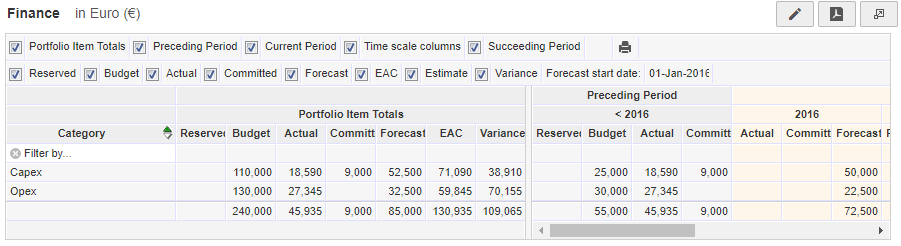 Finance in Euro (€)
Portfolio Item Totals Preceding Period Current Period Time scale columns Succeeding Period
Reserved Budget Actual Committed Forecast EAC Estimate Variance Forecast start date: 01-Jan-2016
Preceding Period
Portfolio Item Totals < 2016 2016
Category Reserved Budget Actual Committ Forecast EAC Variance Reserved Budget Actual Committ Actual Committ Forecast
Filter by...
Capex 110,000 18,590 9,000 52,500 71,090 38,910 25,000 18,590 9,000 50,000
Opex 130,000 27,345 32,500 59,845 70,155 30,000 27,345 22,500
240,000 45,935 9,000 85,000 130,935 109,065 55,000 45,935 9,000 72,500